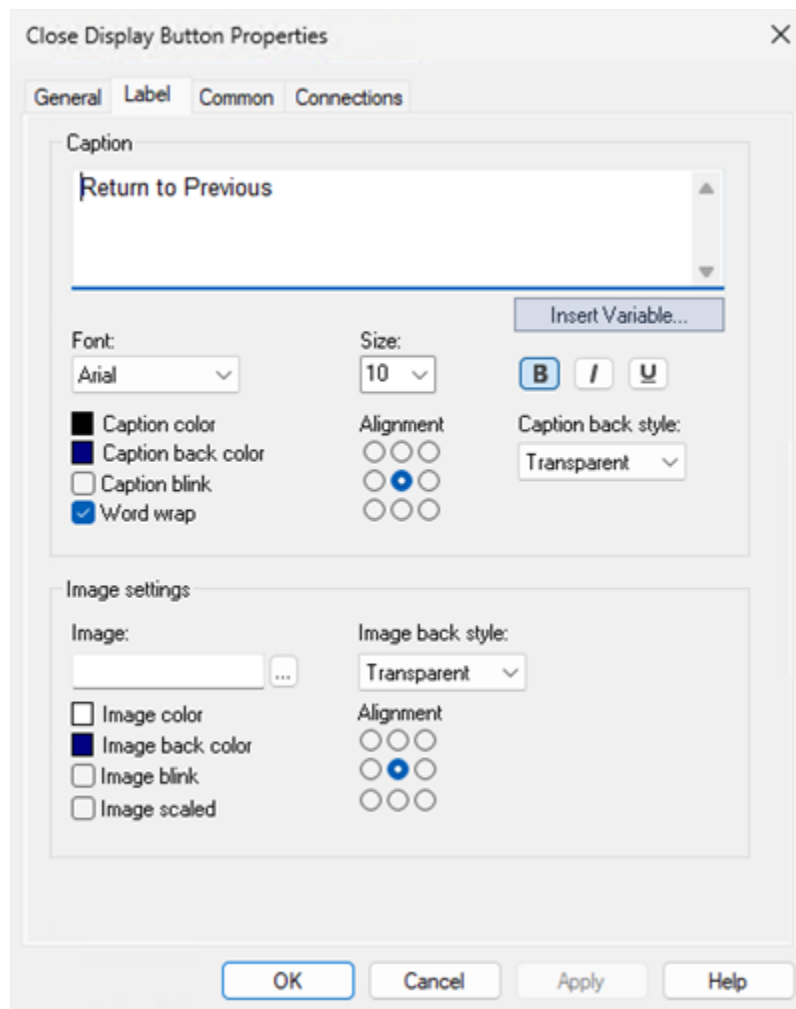 Close Display Button Properties
General Label Common Connections
Caption
Return to Previous
Insert Variable...
Font: Size:
Arial 10 B I U
Caption color Alignment Caption back style:
Caption back color Transparent
Caption blink
Word wrap
Image settings
Image: Image back style:
... Transparent
Image color Alignment
Image back color
Image blink
Image scaled
OK Cancel Apply Help